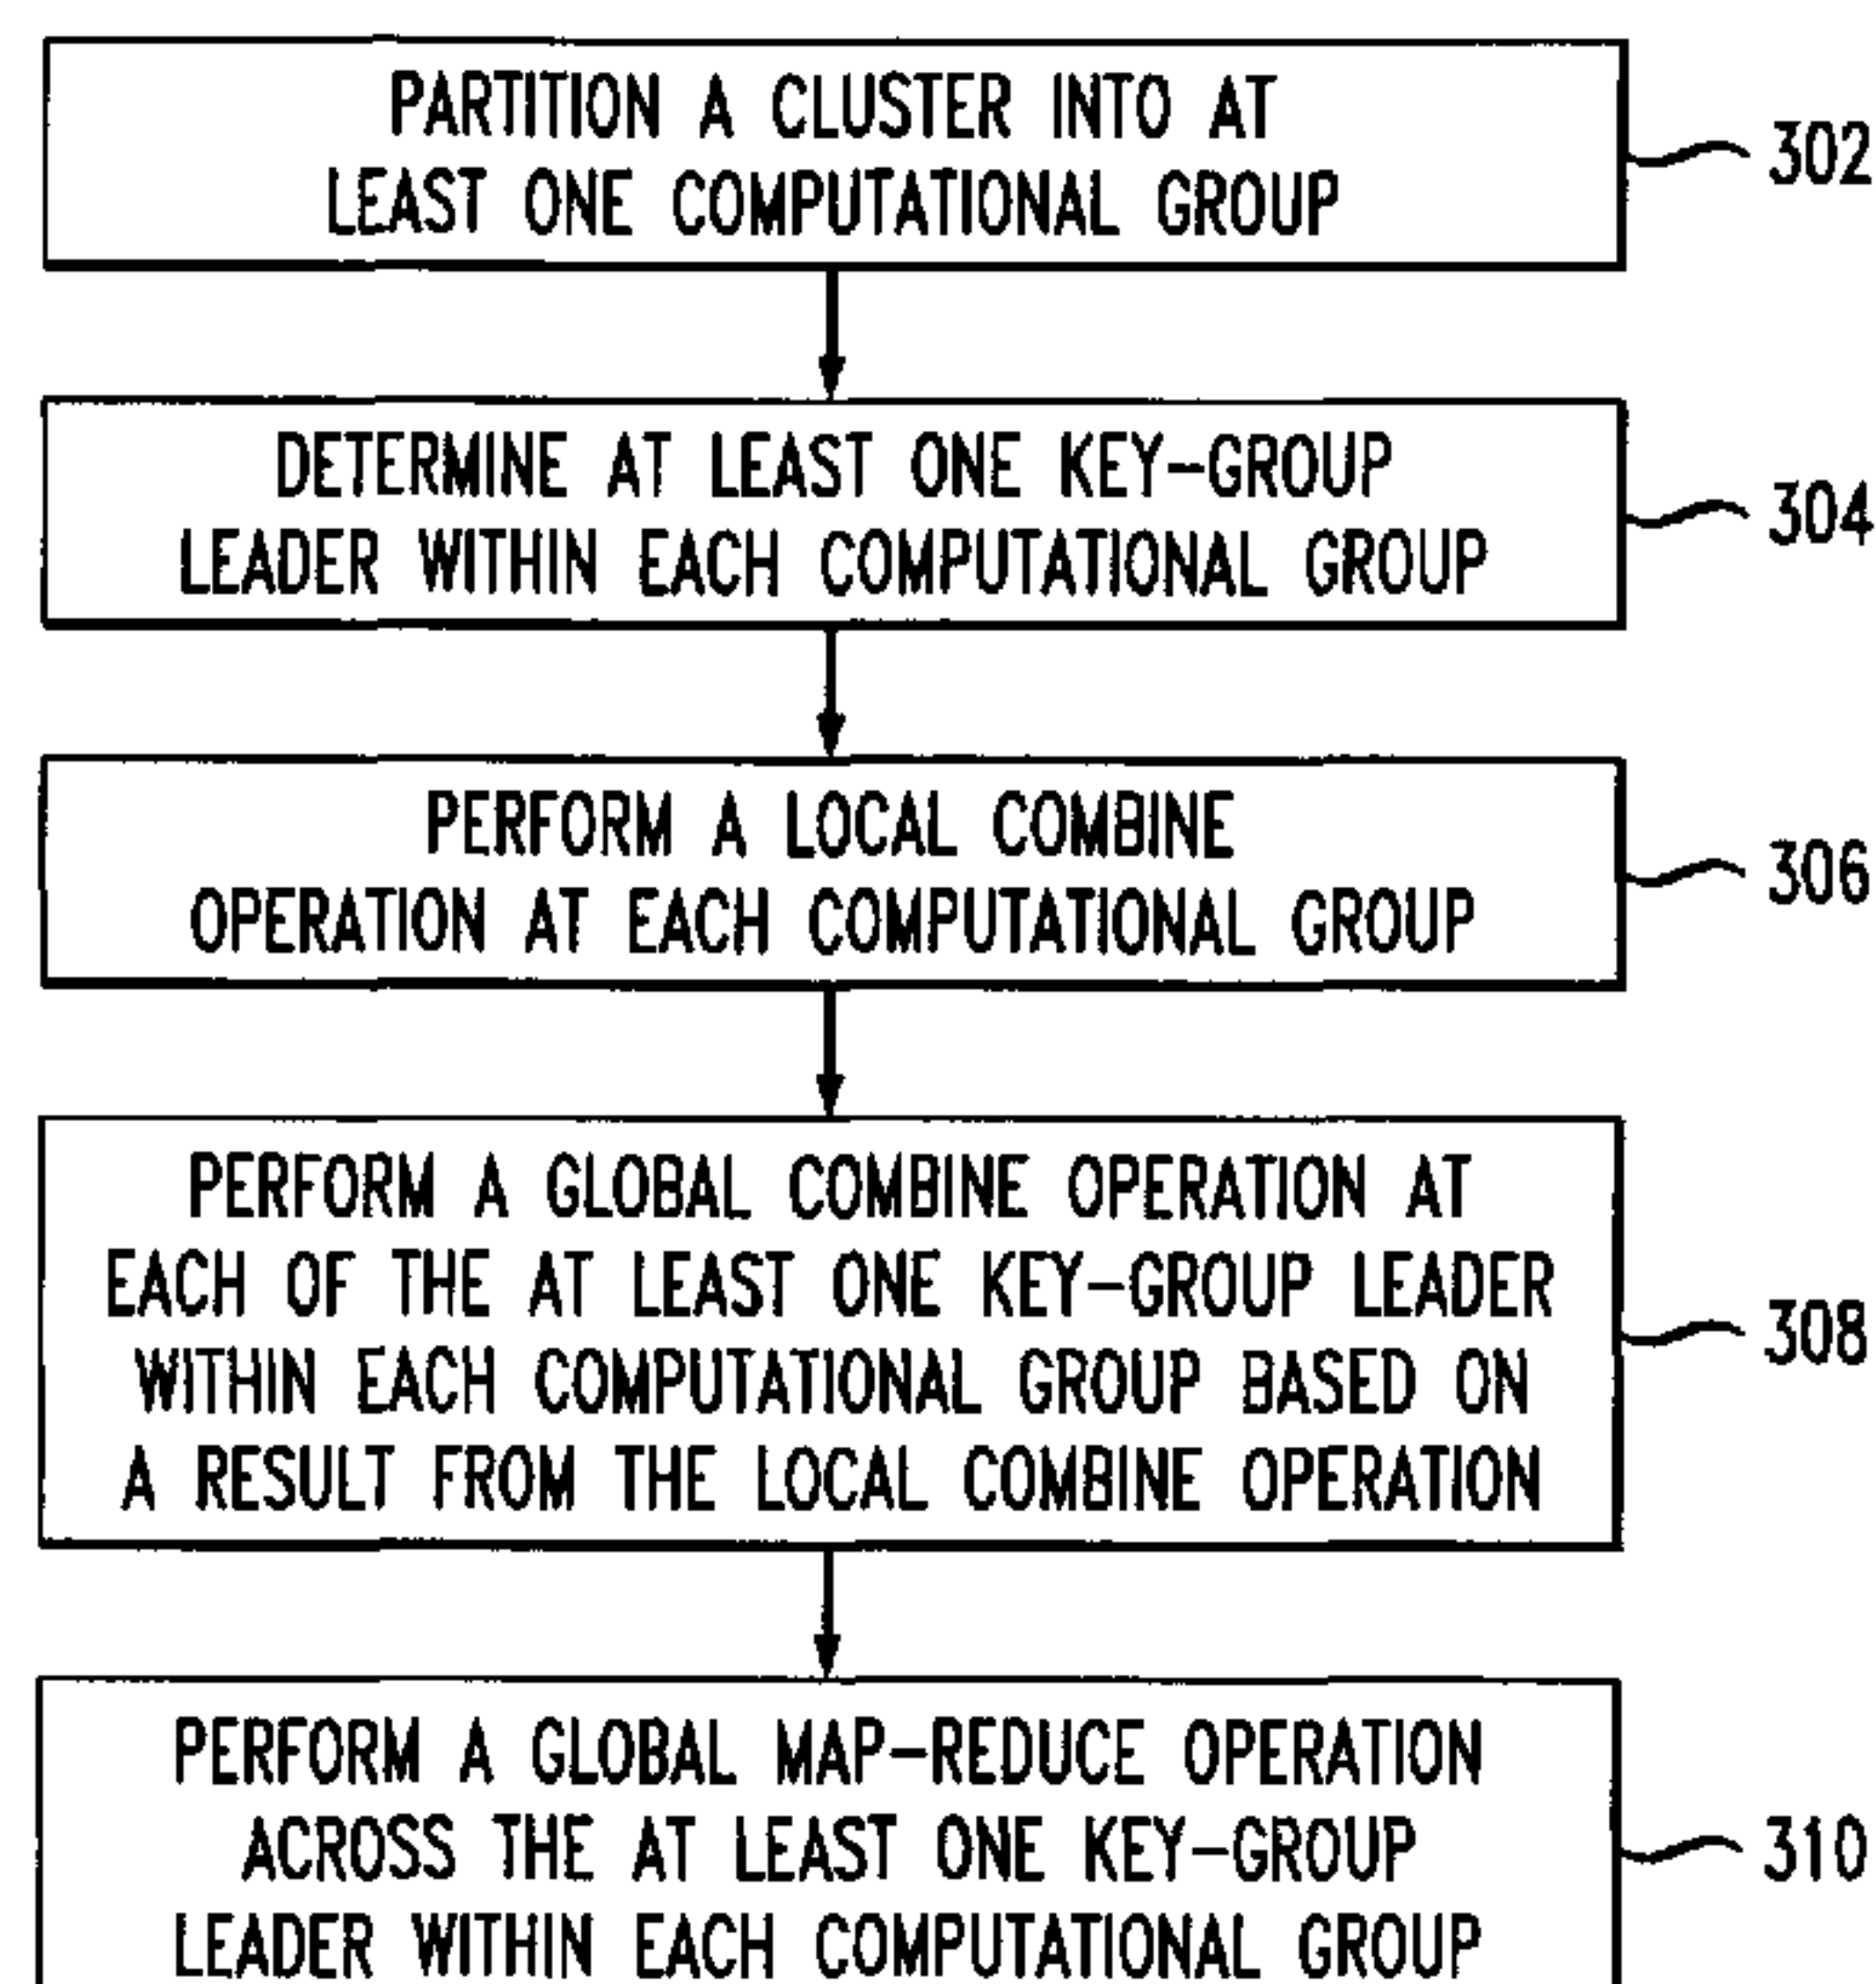 PARTITION A CLUSTER INTO AT
LEAST ONE COMPUTATIONAL GROUP
302
DETERMINE AT LEAST ONE KEY-GROUP
LEADER WITHIN EACH COMPUTATIONAL GROUP
304
PERFORM A LOCAL COMBINE
OPERATION AT EACH COMPUTATIONAL GROUP
306
PERFORM A GLOBAL COMBINE OPERATION AT
EACH OF THE AT LEAST ONE KEY-GROUP LEADER
WITHIN EACH COMPUTATIONAL GROUP BASED ON
A RESULT FROM THE LOCAL COMBINE OPERATION
308
PERFORM A GLOBAL MAP-REDUCE OPERATION
ACROSS THE AT LEAST ONE KEY-GROUP
LEADER WITHIN EACH COMPUTATIONAL GROUP
310